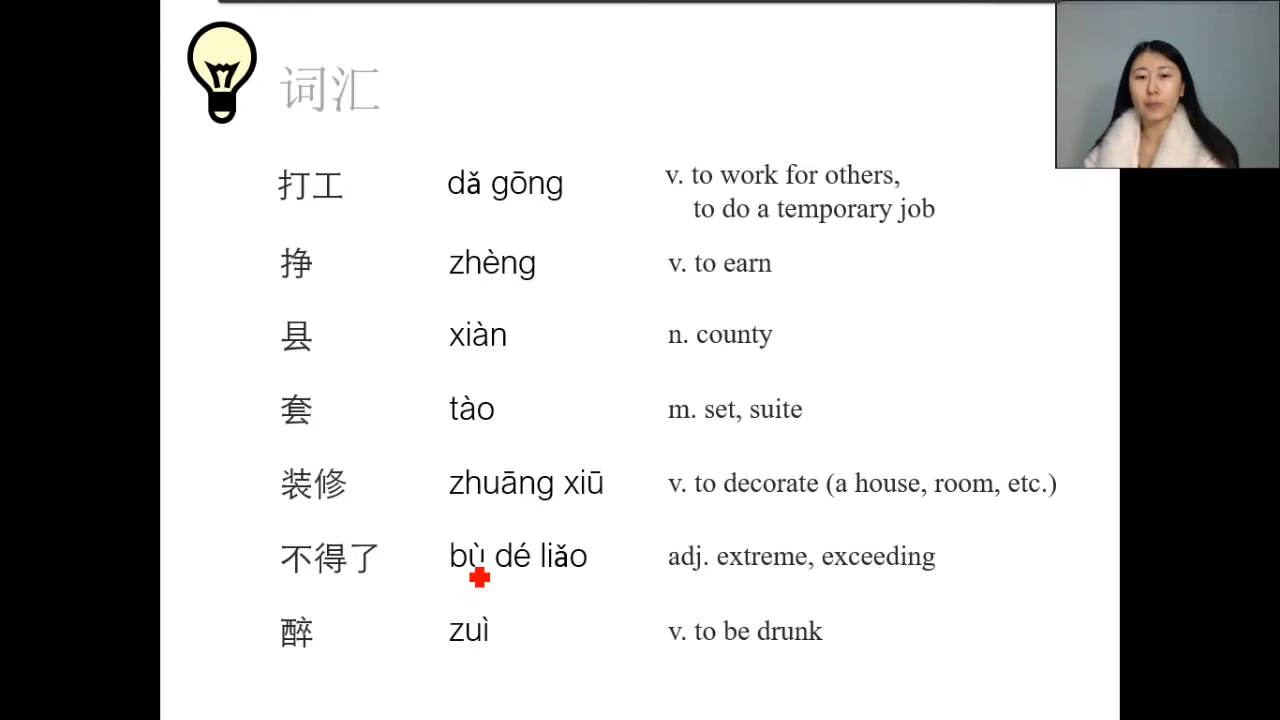 词汇
打工 dǎ gōng v. to work for others,
to do a temporary job
挣 zhèng v. to earn
县 xiàn n. county
套 tào m. set, suite
装修 zhuāng xiū v. to decorate (a house, room, etc.)
不得了 bù dé liǎo adj. extreme, exceeding
醉 zuì v. to be drunk